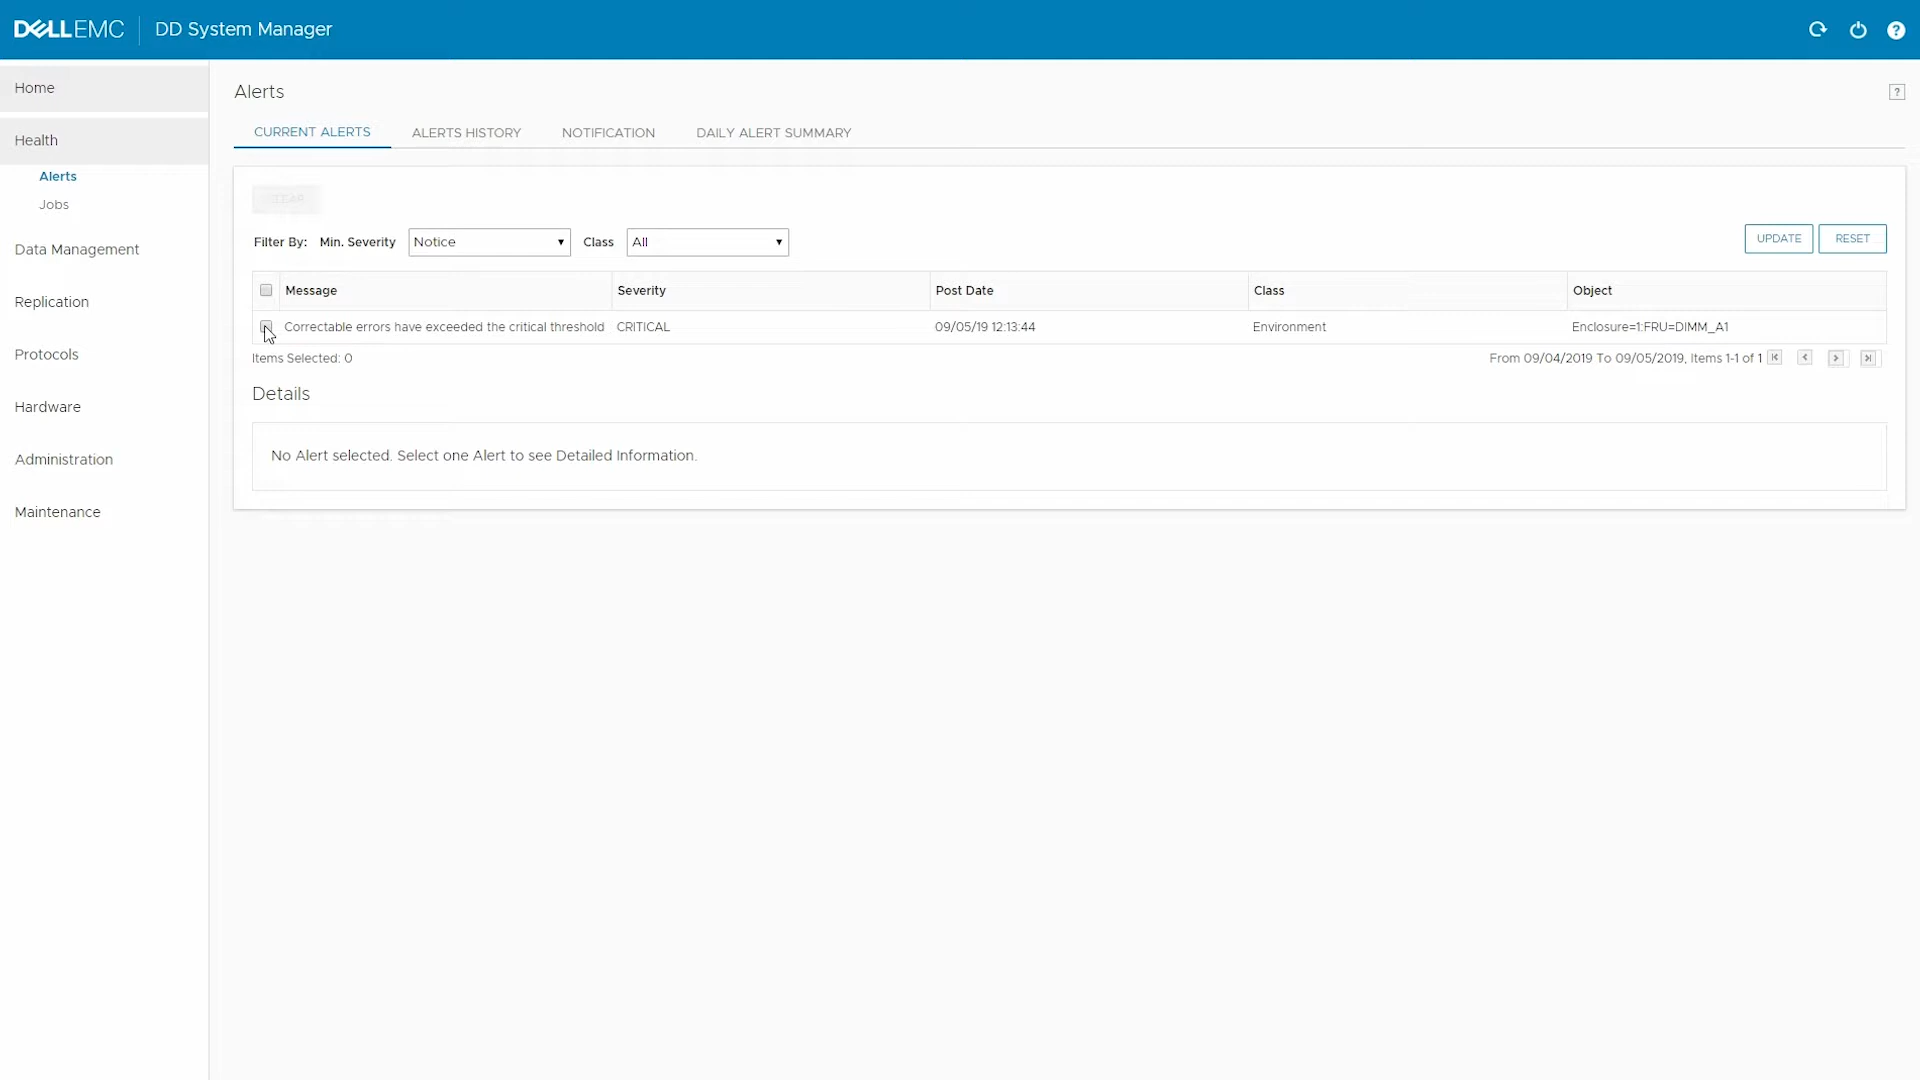 DELLEMC DD System Manager
Home
Health
Alerts
Jobs
Data Management
Replication
Protocols
Hardware
Administration
Maintenance
Alerts
CURRENT ALERTS ALERTS HISTORY NOTIFICATION DAILY ALERT SUMMARY
Filter By: Min. Severity Notice Class All UPDATE RESET
Message Severity Post Date Class Object
Correctable errors have exceeded the critical threshold CRITICAL 09/05/19 12:13:44 Environment Enclosure=1:FRU=DIMM_A1
Items Selected: 0 From 09/04/2019 To 09/05/2019, Items 1-1 of 1
Details
No Alert selected. Select one Alert to see Detailed Information.